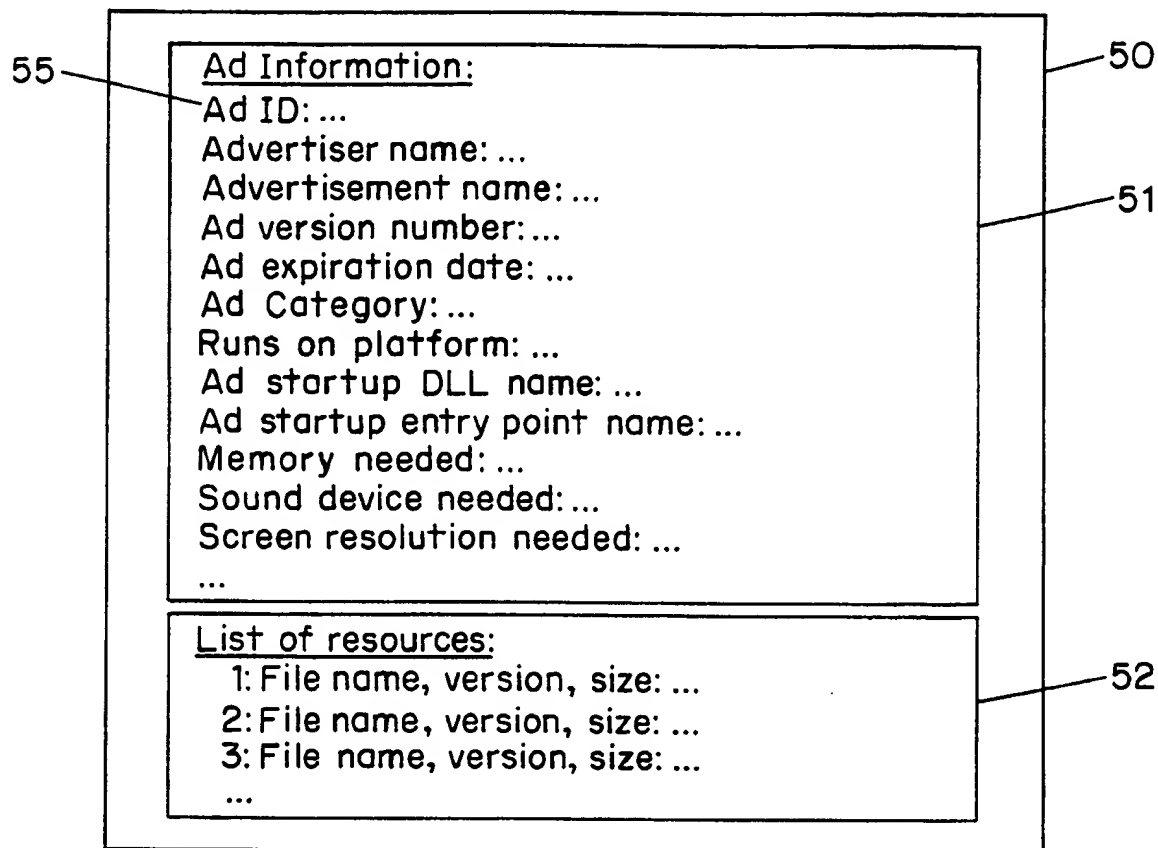 50
55
Ad Information:
Ad ID: ...
Advertiser name: ...
Advertisement name: ...
51
Ad version number: ...
Ad expiration date: ...
Ad Category: ...
Runs on platform: ...
Ad startup DLL name: ...
Ad startup entry point name: ...
Memory needed: ...
Sound device needed: ...
Screen resolution needed: ...
...
List of resources:
52
1: File name, version, size: ...
2: File name, version, size: ...
3: File name, version, size: ...
...